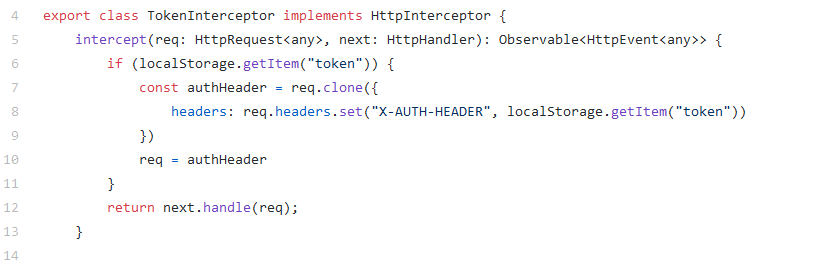 4 export class TokenInterceptor implements HttpInterceptor {
5     intercept(req: HttpRequest<any>, next: HttpHandler): Observable<HttpEvent<any>> {
6         if (localStorage.getItem("token")) {
7             const authHeader = req.clone({
8                 headers: req.headers.set("X-AUTH-HEADER", localStorage.getItem("token"))
9             })
10             req = authHeader
11         }
12         return next.handle(req);
13     }
14